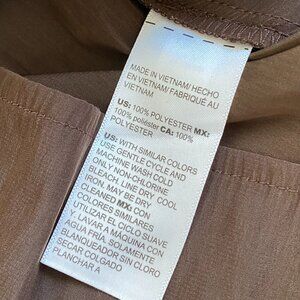 MADE IN VIETNAM/ HECHO
EN VIETNAM/ FABRIQUÉ AU
VIETNAM
US: 100% POLYESTER MX:
100% poliéster CA: 100%
POLYESTER
US: WITH SIMILAR COLORS
USE GENTLE CYCLE AND
MACHINE WASH COLD
ONLY NON-CHLORINE
BLEACH. LINE DRY. COOL
IRON. MAY BE DRY
CLEANED MX: CON
COLORES SIMILARES
UTILIZAR EL CICLO SUAVE
Y, LAVAR A MÁQUINA EN
AGUA FRÍA. SOLAMENTE
BLANQUEADOR SIN CLORO
SECAR COLGADO
PLANCHAR A